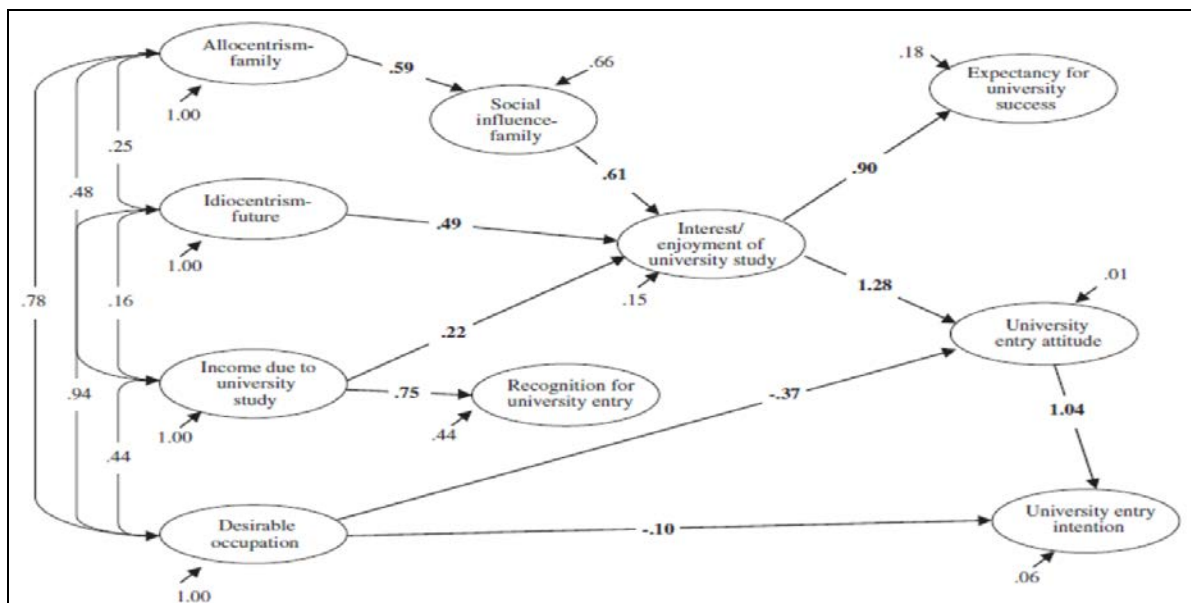 Allocentrism-
family
.59
.66
Social
influence-
family
.18
Expectancy for
university
success
1.00
.25
.61
.90
.48
Idiocentrism-
future
.49
Interest/
enjoyment of
university study
1.00
.15
1.28
.01
.78
.16
.22
University
entry attitude
Income due to
university
study
.75
Recognition for
university entry
-.37
.94
1.00
.44
1.04
.44
Desirable
occupation
-.10
University entry
intention
1.00
.06